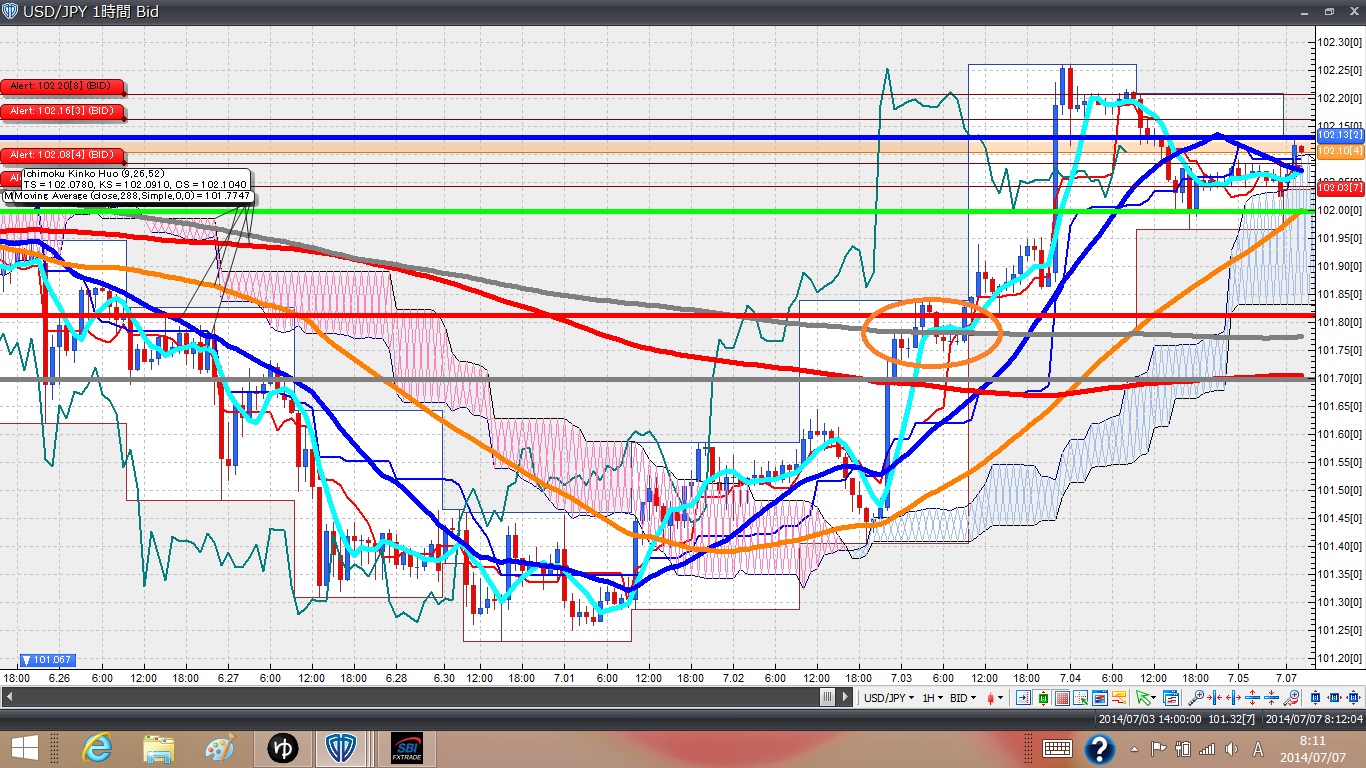 USD/JPY 1時間 Bid
102.30[0]
102.25[0]
Alert: 102.20[8] (BID)
102.20[0]
Alert: 102.16[3] (BID)
102.15[0]
102.13[2]
Alert: 102.08[4] (BID)
102.10[4]
Al
Ichimoku Kinko Huo (9,26,52)
TS = 102.0780, KS = 102.0910, CS = 102.1040
102.03[7]
Moving Average (close,288,Simple,0,0) = 101.7747
102.00[0]
101.95[0]
101.90[0]
101.85[0]
101.80[0]
101.75[0]
101.70[0]
101.65[0]
101.60[0]
101.55[0]
101.50[0]
101.45[0]
101.40[0]
101.35[0]
101.30[0]
101.25[0]
101.20[0]
101.067
18:00 6.26 6:00 12:00 18:00 6.27 6:00 12:00 18:00 6.28 6.30 12:00 18:00 7.01 6:00 12:00 18:00 7.02 6:00 12:00 18:00 7.03 6:00 12:00 18:00 7.04 6:00 12:00 18:00 7.05 7.07
USD/JPY 1H BID
2014/07/03 14:00:00 101.32[7] 2014/07/07 8:12:04
ゆ
SBI
FXTRADE
A
8:11
2014/07/07